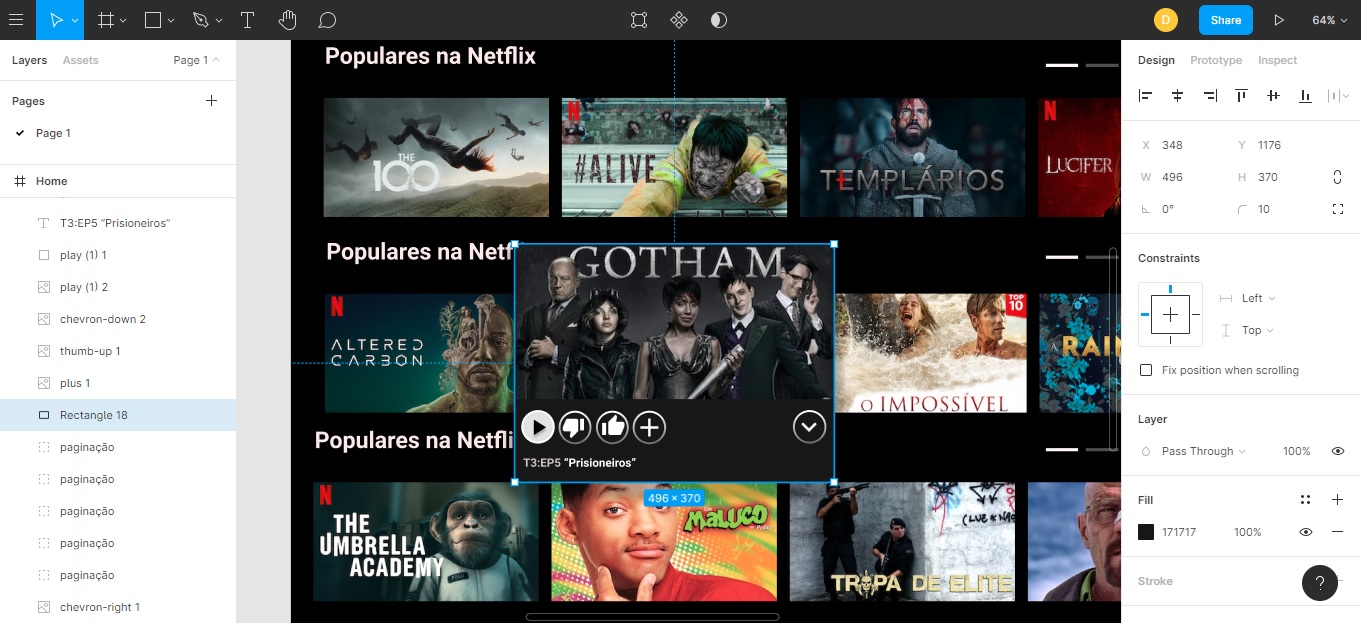 Share
D
64%
Layers
Assets
Page 1
Pages
Page 1
Home
T3:EP5 “Prisioneiros”
play (1) 1
play (1) 2
chevron-down 2
thumb-up 1
plus 1
Rectangle 18
paginação
paginação
paginação
paginação
paginação
chevron-right 1
Populares na Netflix
THE
100
N
#ALIVE
TEMPLÁRIOS
N
LUCIFER
Populares na Netf
N
ALTERED
CARBON
GOTHAM
T3:EP5 “Prisioneiros”
496 × 370
TOP
10
O IMPOSSÍVEL
RAIN
Populares na Netfli
N
THE
UMBRELLA
ACADEMY
MALUCO
TROPA DE ELITE
Design
Prototype
Inspect
X 348
Y 1176
W 496
H 370
0°
10
Constraints
Left
Top
Fix position when scrolling
Layer
Pass Through
100%
Fill
171717
100%
Stroke
?